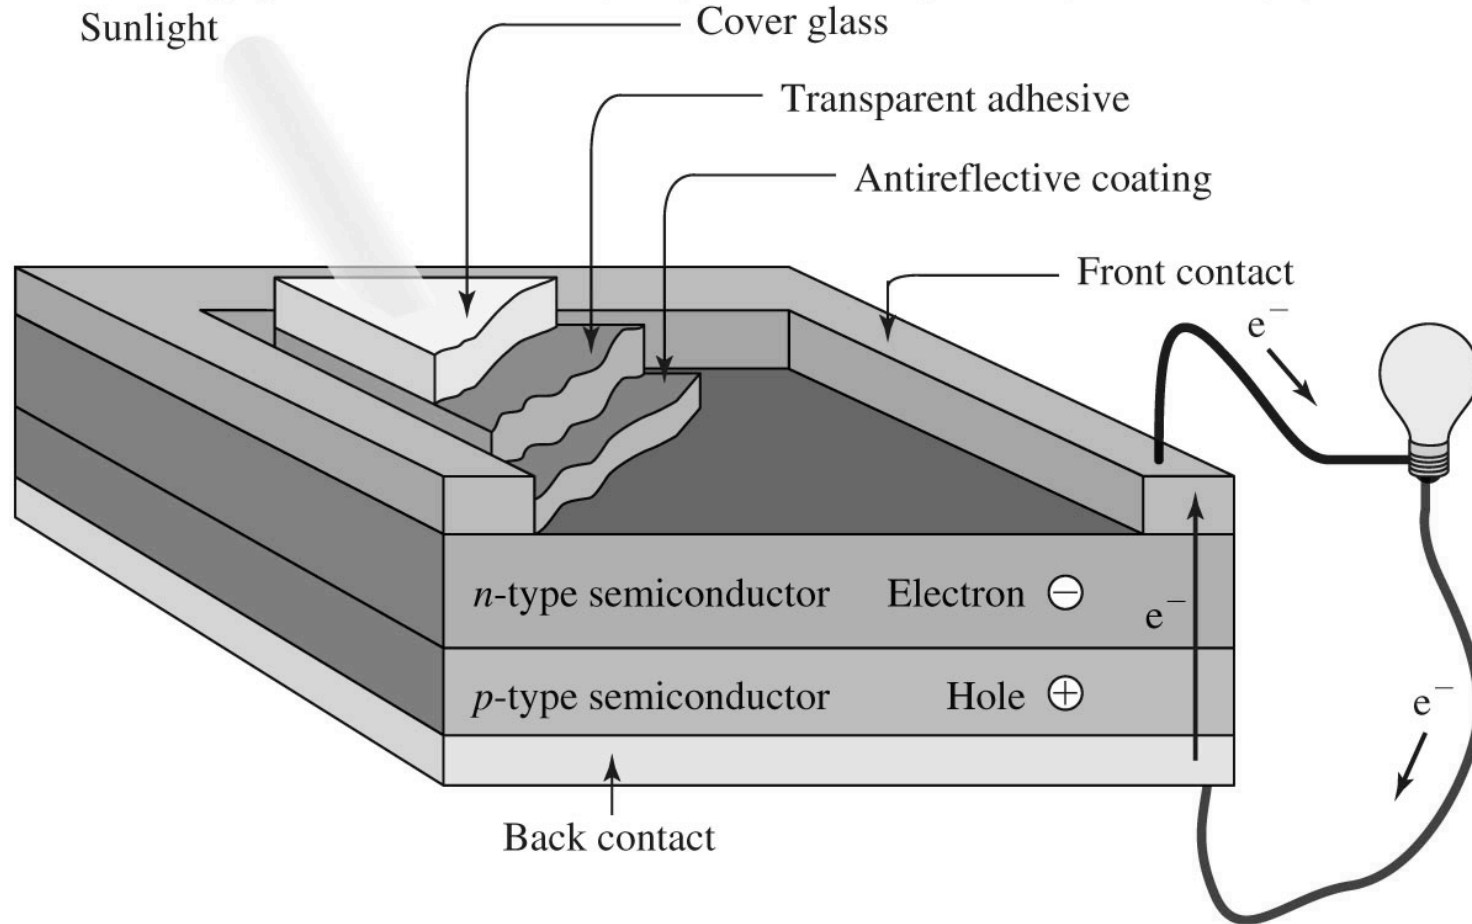 Sunlight
Cover glass
Transparent adhesive
Antireflective coating
Front contact
e⁻
n-type semiconductor Electron ⊖
e⁻
p-type semiconductor Hole ⊕
e⁻
Back contact